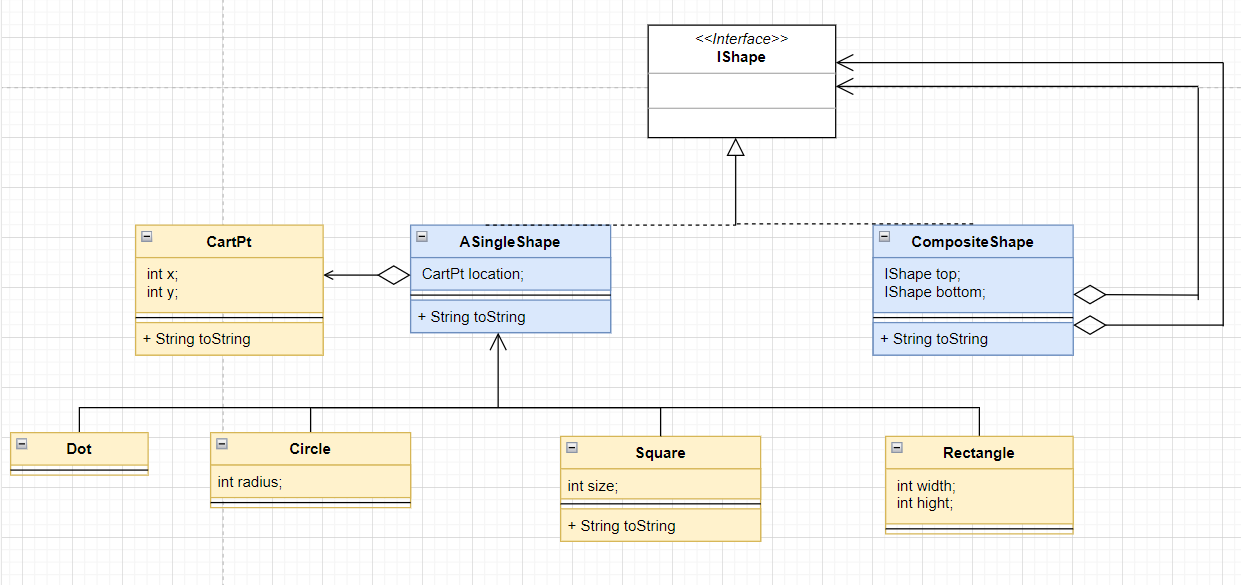 <<Interface>>
IShape
CartPt
int x;
int y;
+ String toString
ASingleShape
CartPt location;
+ String toString
CompositeShape
IShape top;
IShape bottom;
+ String toString
Dot
Circle
int radius;
Square
int size;
+ String toString
Rectangle
int width;
int hight;